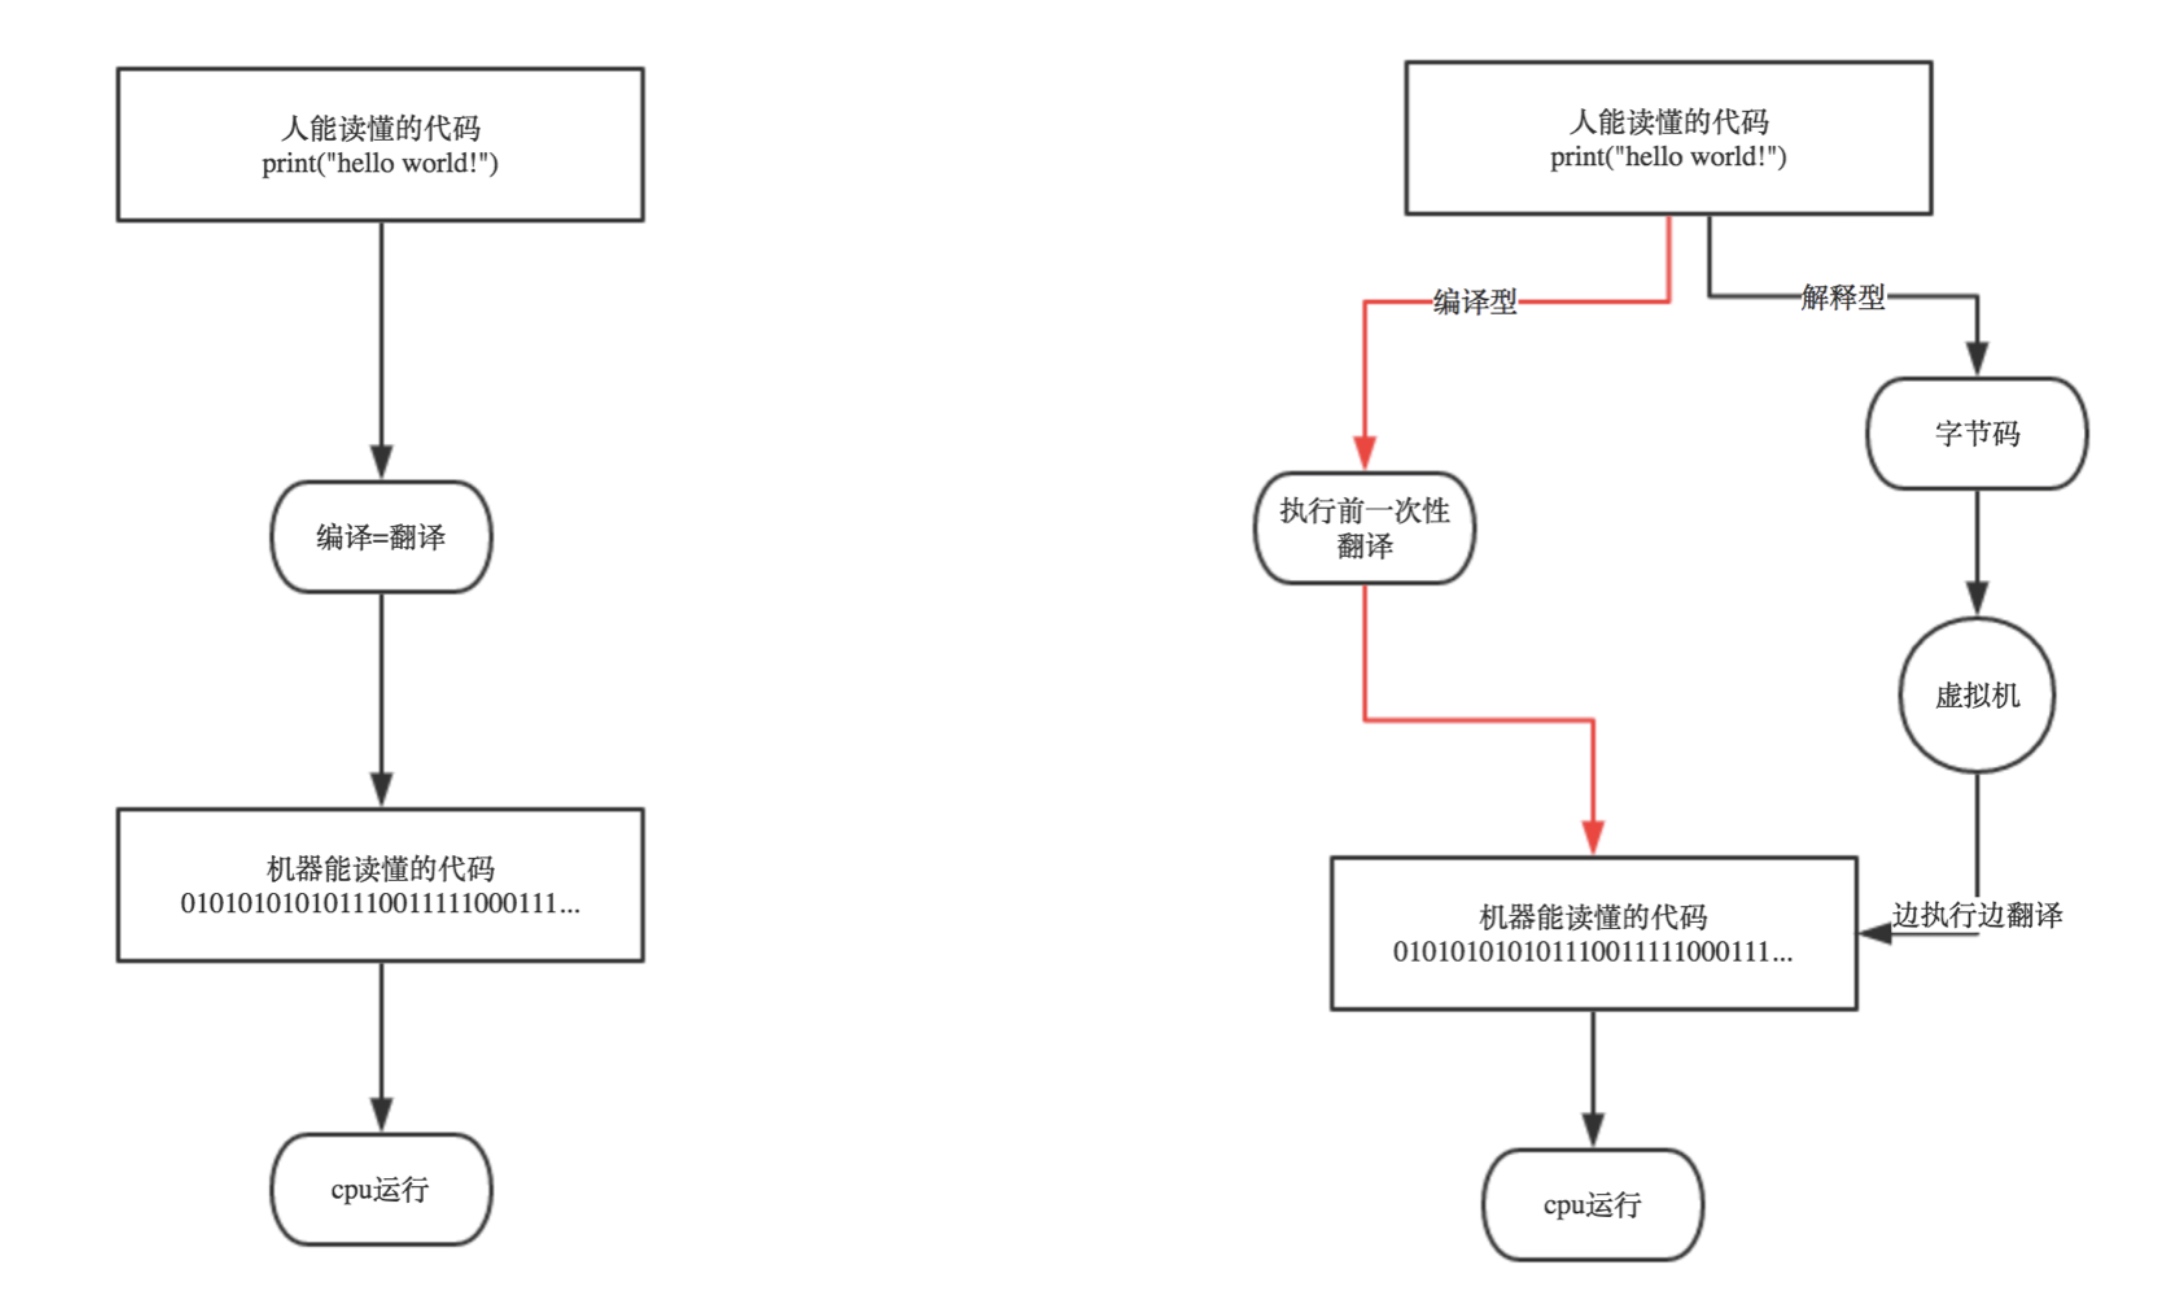 人能读懂的代码
print("hello world!")
编译=翻译
机器能读懂的代码
0101010101011100111110​00111...
cpu运行
人能读懂的代码
print("hello world!")
编译型
解释型
字节码
执行前一次性
翻译
虚拟机
边执行边翻译
机器能读懂的代码
0101010101011100111110​00111...
cpu运行